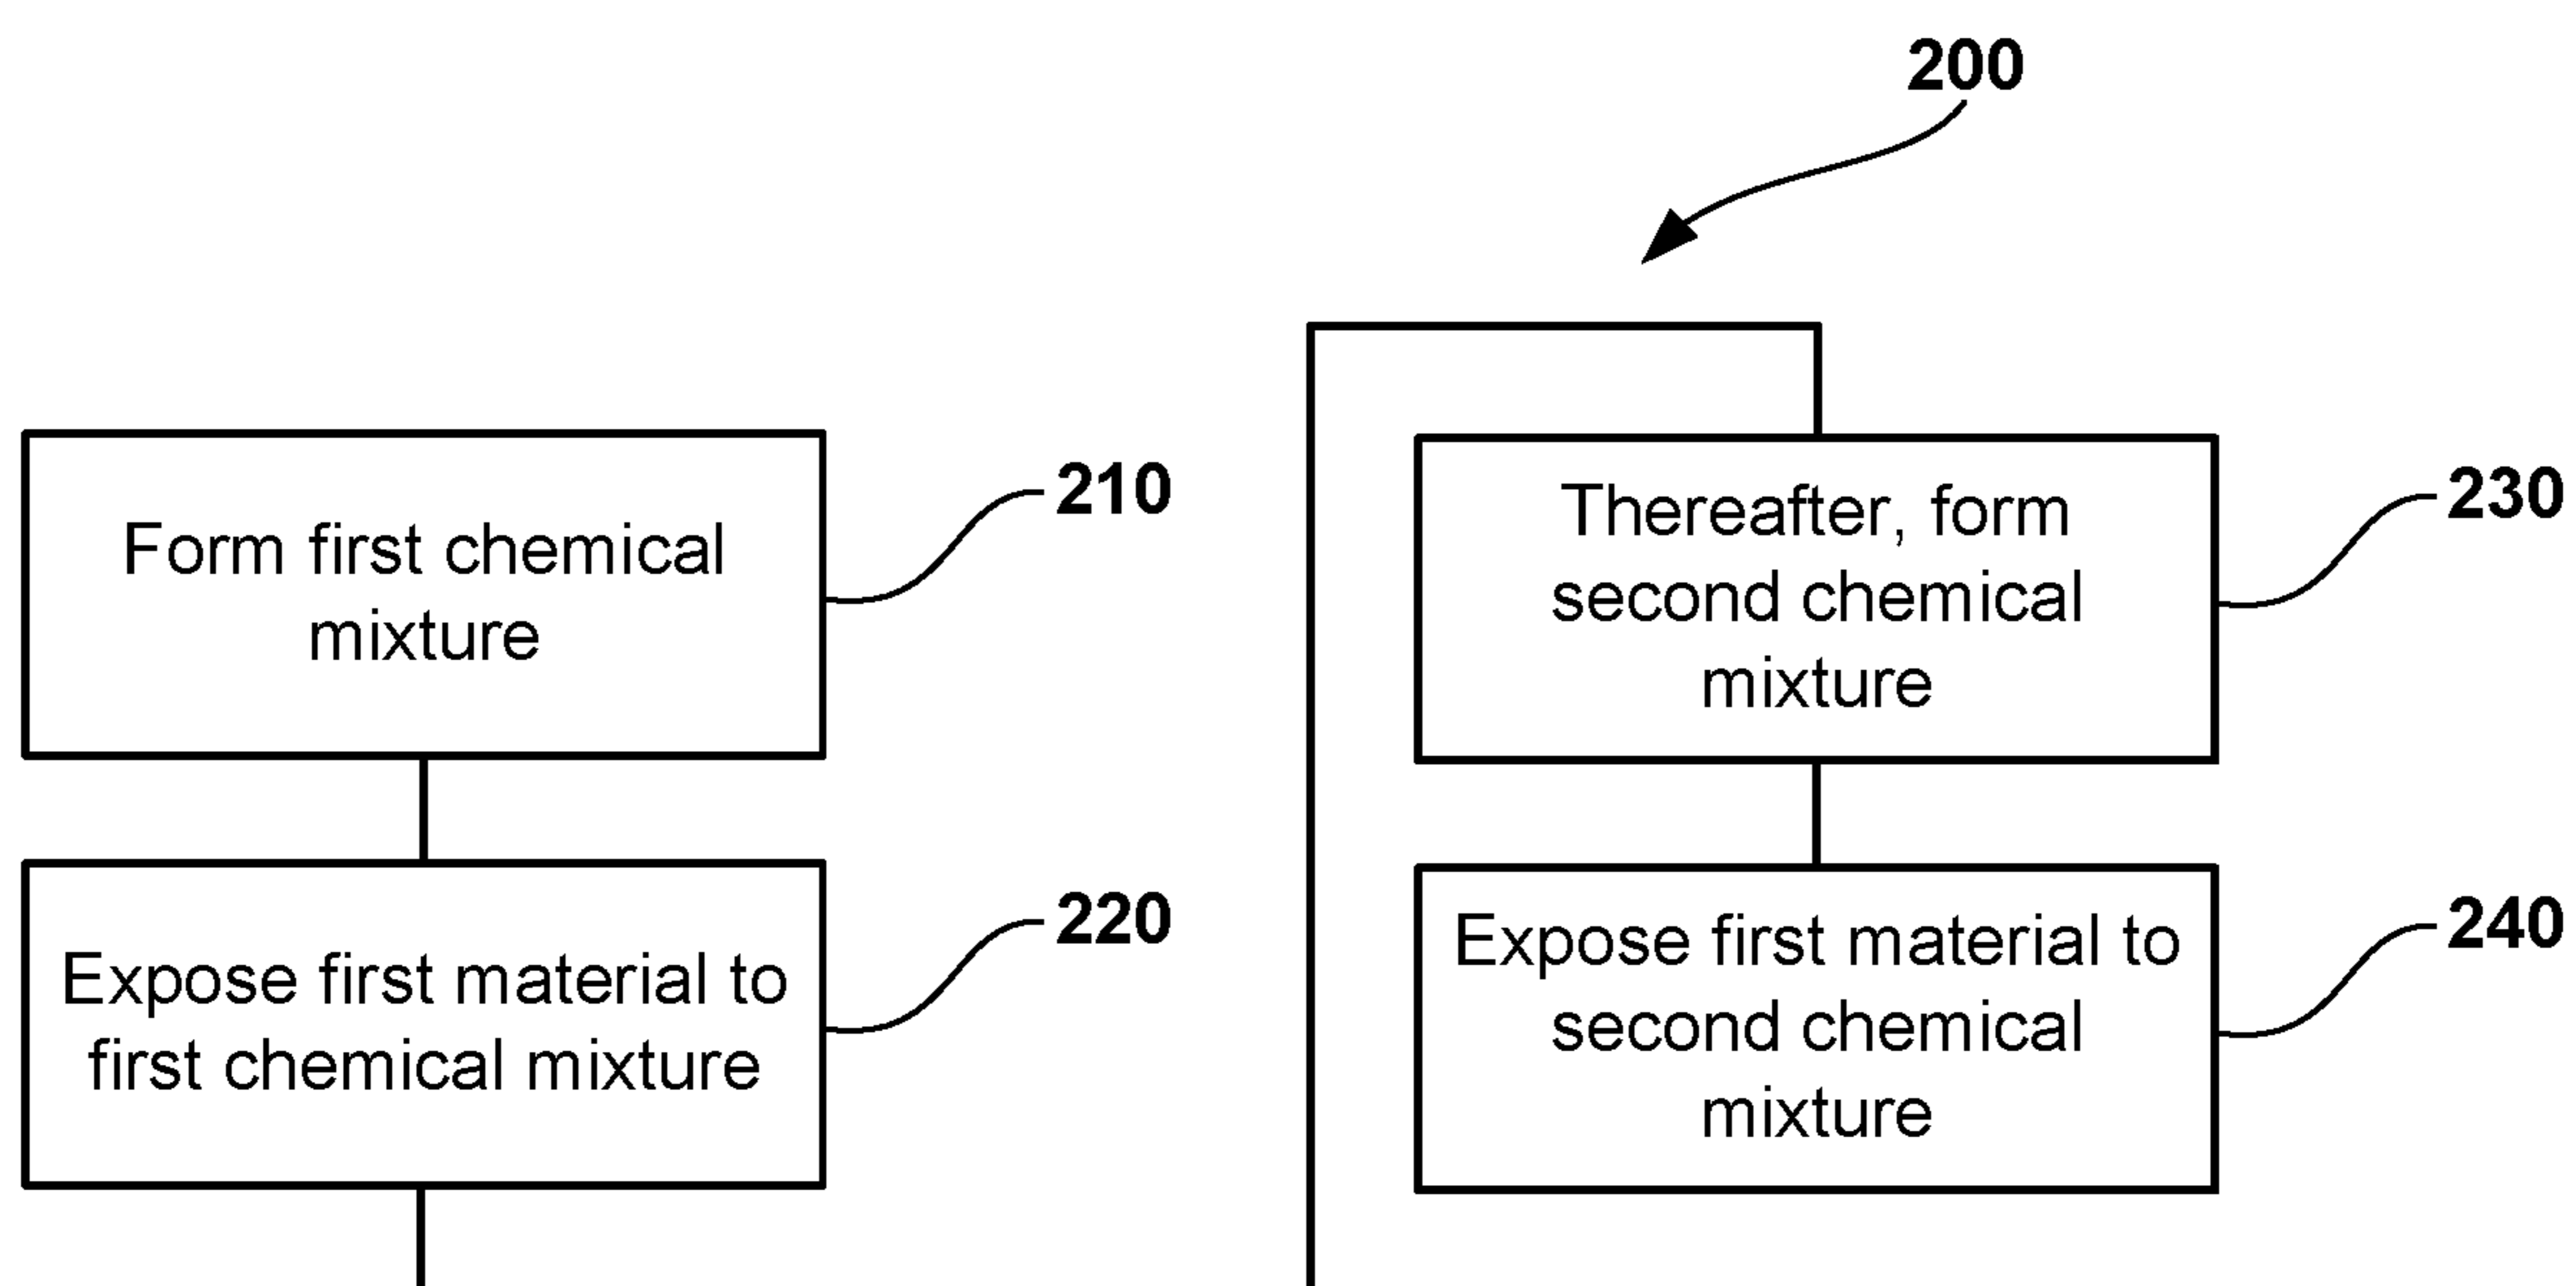 200
Form first chemical
mixture
210
Expose first material to
first chemical mixture
220
Thereafter, form
second chemical
mixture
230
Expose first material to
second chemical
mixture
240